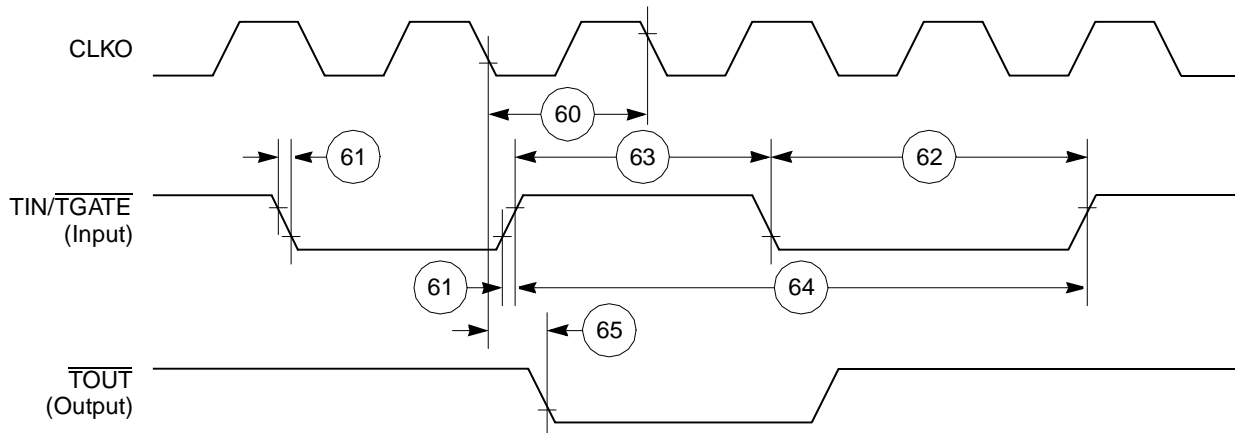 CLKO
60
61
63
62
TIN/TGATE
(Input)
61
64
65
TOUT
(Output)